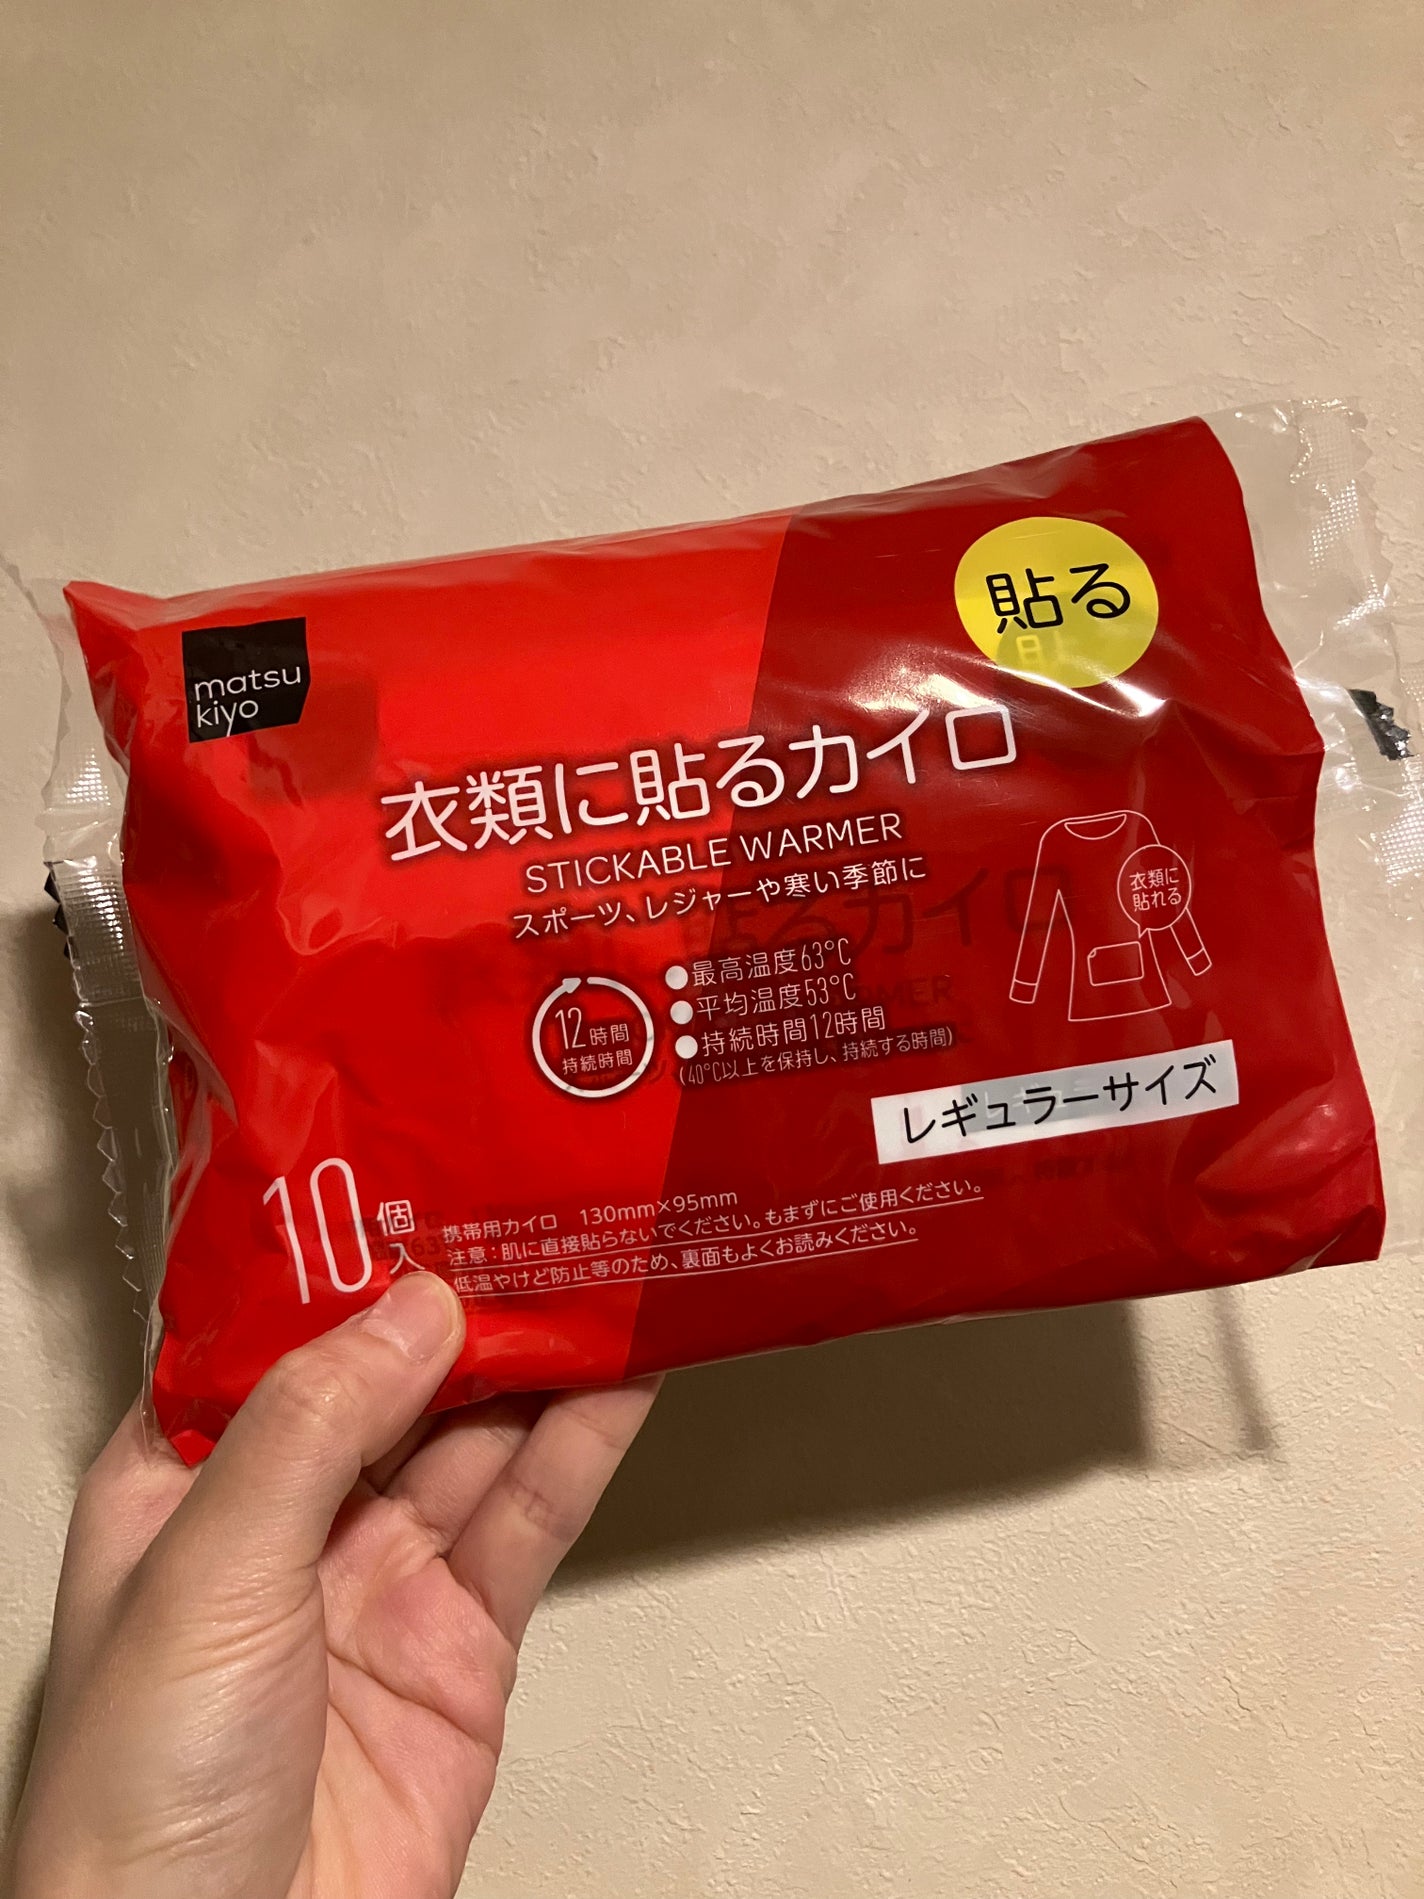 matsu
kiyo
貼る
衣類に貼るカイロ
STICKABLE WARMER
スポーツ、レジャーや寒い季節に
12時間
持続時間
●最高温度63℃
●平均温度53℃
●持続時間12時間
(40℃以上を保持し、持続する時間)
衣類に
貼れる
レギュラーサイズ
10個入
携帯用カイロ 130mm×95mm
注意:肌に直接貼らないでください。もまずにご使用ください。
低温やけど防止等のため、裏面もよくお読みください。